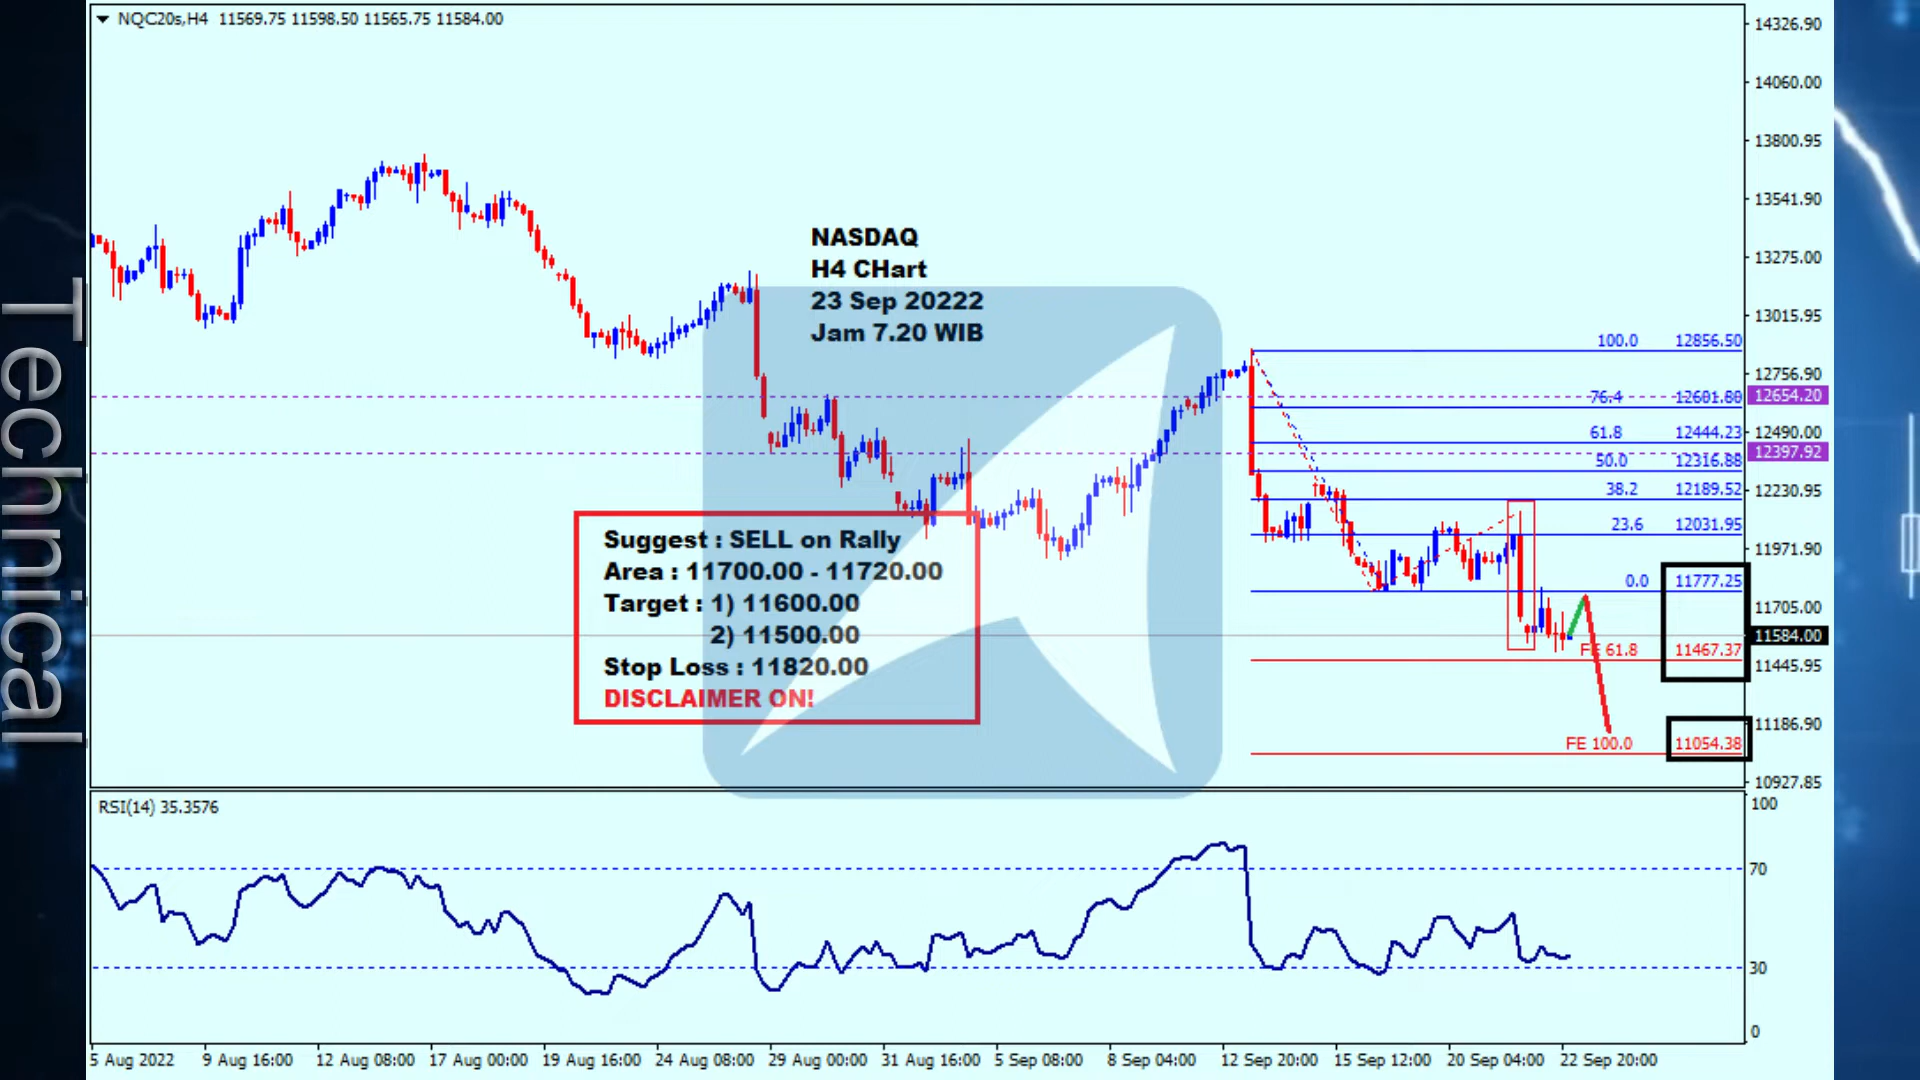 Technical
NQC20s,H4 11569.75 11598.50 11565.75 11584.00
NASDAQ
H4 CHart
23 Sep 20222
Jam 7.20 WIB
Suggest : SELL on Rally
Area : 11700.00 - 11720.00
Target : 1) 11600.00
2) 11500.00
Stop Loss : 11820.00
DISCLAIMER ON!
100.0 12856.50
76.4 12601.80
61.8 12444.23
50.0 12316.88
38.2 12189.52
23.6 12031.95
0.0 11777.25
FE 61.8 11467.37
FE 100.0 11054.38
14326.90
14060.00
13800.95
13541.90
13275.00
13015.95
12756.90
12654.20
12490.00
12397.92
12230.95
11971.90
11705.00
11584.00
11445.95
11186.90
10927.85
RSI(14) 35.3576
100
70
30
0
5 Aug 2022 9 Aug 16:00 12 Aug 08:00 17 Aug 00:00 19 Aug 16:00 24 Aug 08:00 29 Aug 00:00 31 Aug 16:00 5 Sep 08:00 8 Sep 04:00 12 Sep 20:00 15 Sep 12:00 20 Sep 04:00 22 Sep 20:00